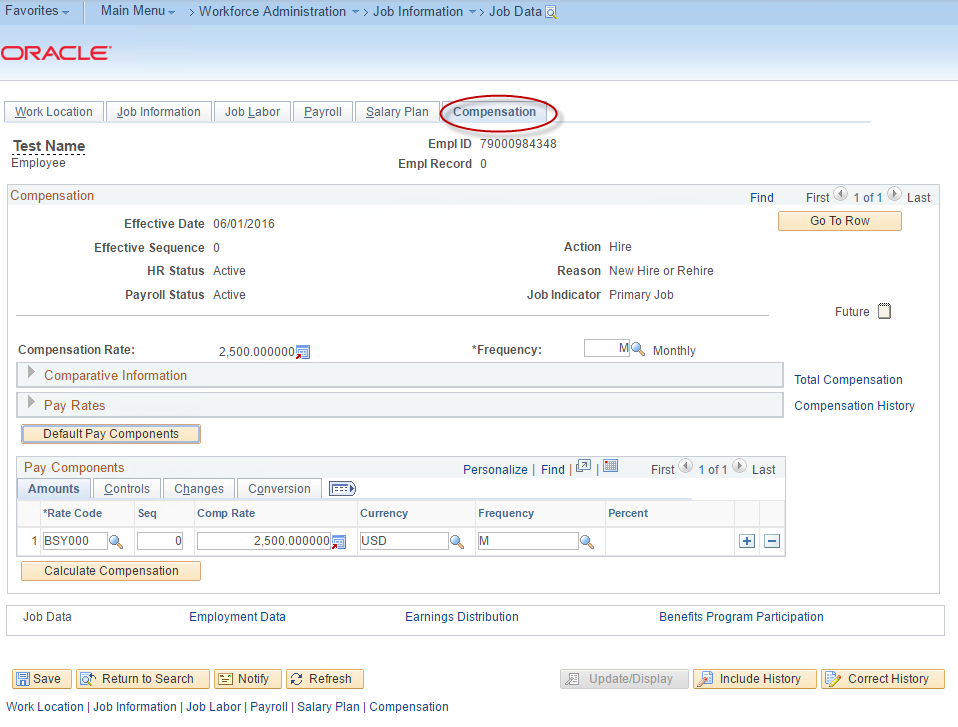 Favorites Main Menu > Workforce Administration > Job Information > Job Data
ORACLE
Work Location Job Information Job Labor Payroll Salary Plan Compensation
Test Name Empl ID 79000984348
Employee Empl Record 0
Compensation Find First 1 of 1 Last
Go To Row
Effective Date 06/01/2016
Effective Sequence 0 Action Hire
HR Status Active Reason New Hire or Rehire
Payroll Status Active Job Indicator Primary Job
Future
Compensation Rate: 2,500.000000 *Frequency: M Monthly
Comparative Information Total Compensation
Pay Rates Compensation History
Default Pay Components
Pay Components Personalize | Find | | First 1 of 1 Last
Amounts Controls Changes Conversion
*Rate Code Seq Comp Rate Currency Frequency Percent
1 BSY000 0 2,500.000000 USD M
Calculate Compensation
Job Data Employment Data Earnings Distribution Benefits Program Participation
Save Return to Search Notify Refresh Update/Display Include History Correct History
Work Location | Job Information | Job Labor | Payroll | Salary Plan | Compensation